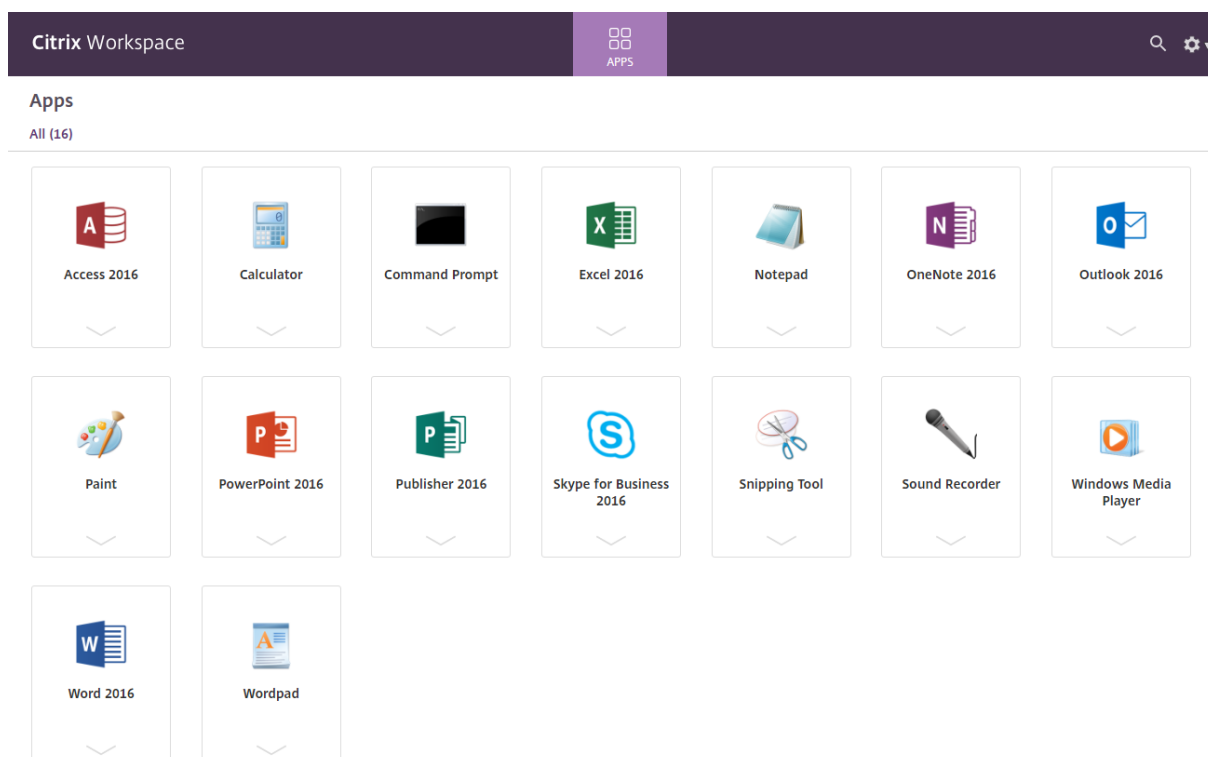 Citrix Workspace
APPS
Apps
All (16)
Access 2016
Calculator
Command Prompt
Excel 2016
Notepad
OneNote 2016
Outlook 2016
Paint
PowerPoint 2016
Publisher 2016
Skype for Business
2016
Snipping Tool
Sound Recorder
Windows Media
Player
Word 2016
Wordpad